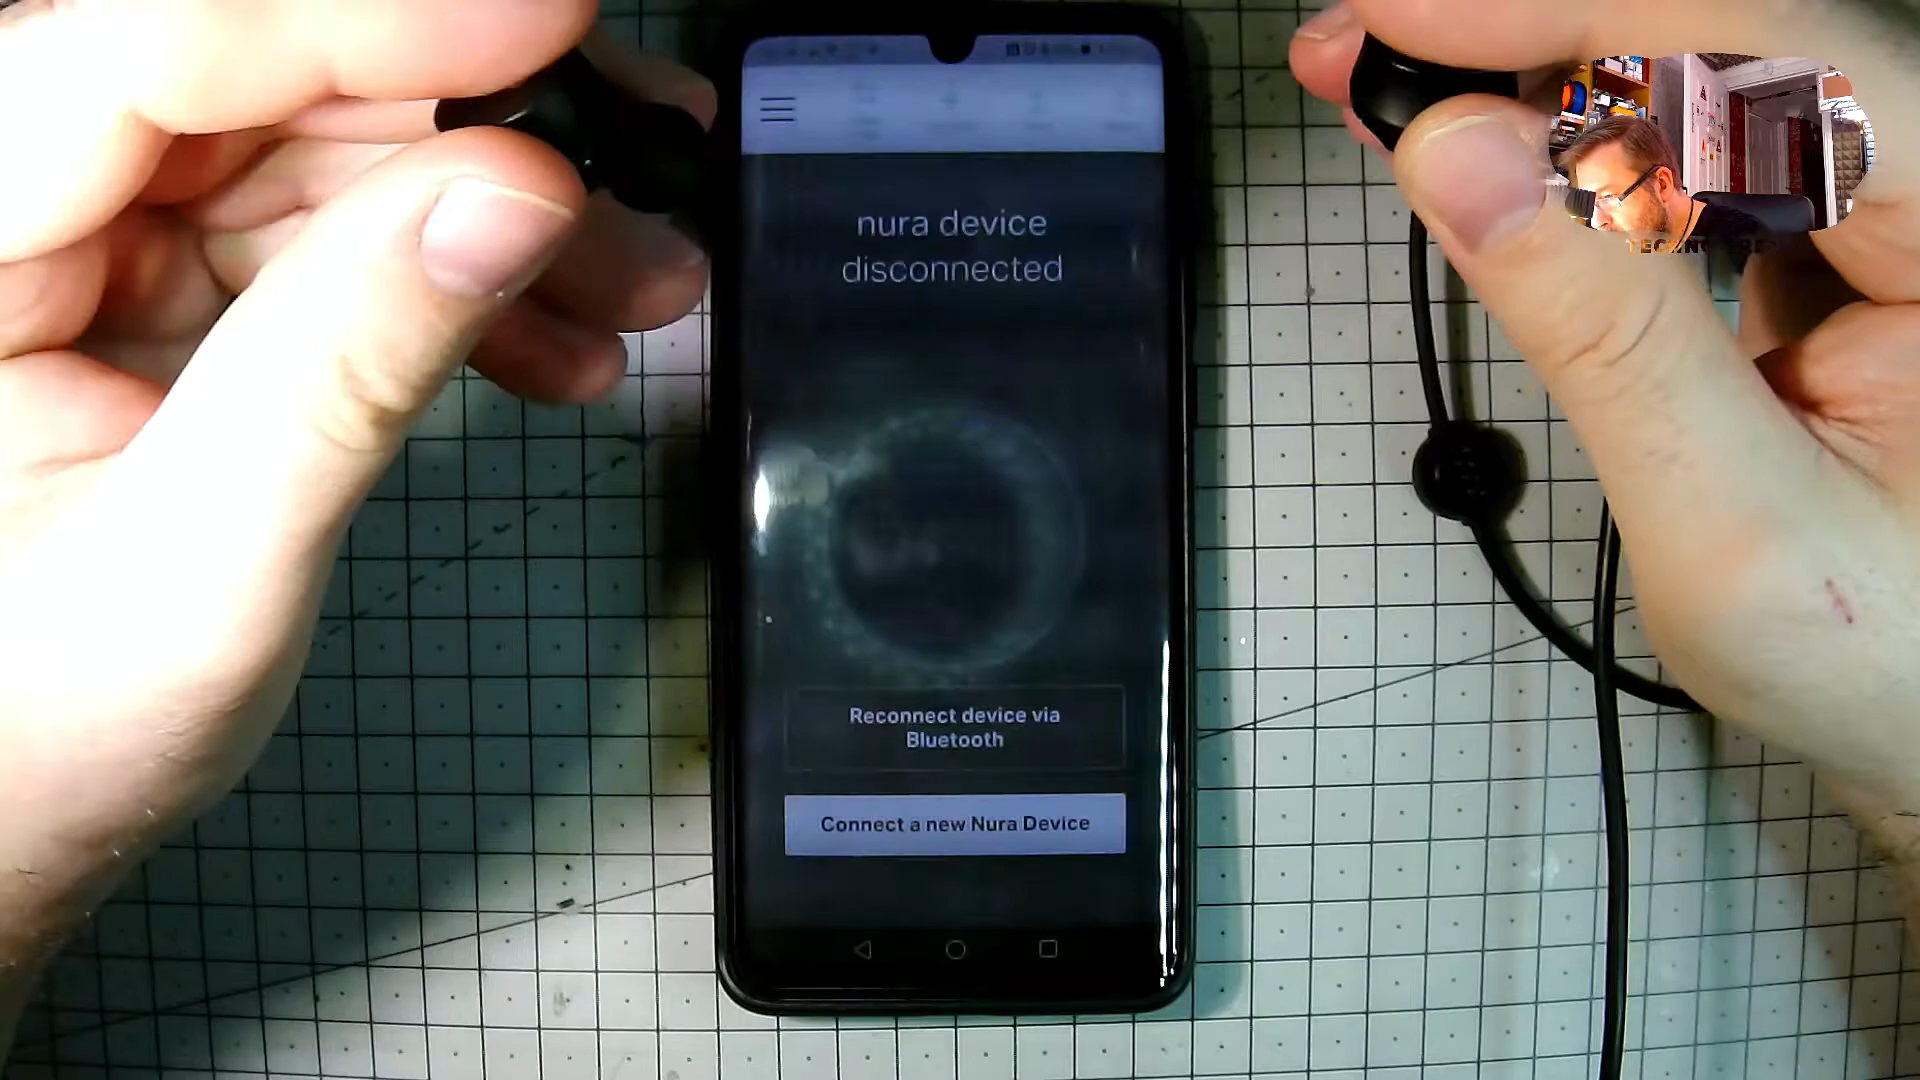 nura device
disconnected
Reconnect device via
Bluetooth
Connect a new Nura Device